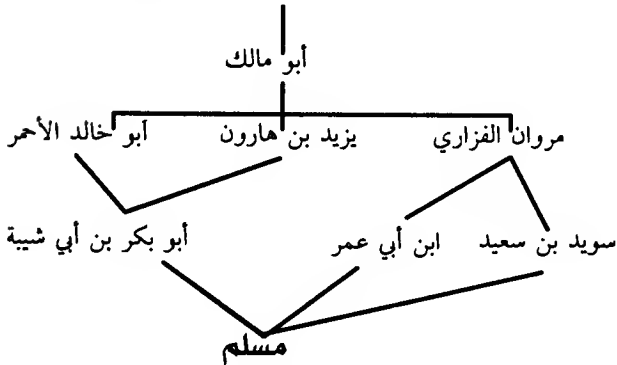 أبو مالك
مروان الفزاري يزيد بن هارون أبو خالد الأحمر
سويد بن سعيد ابن أبي عمر أبو بكر بن أبي شيبة
مسلم